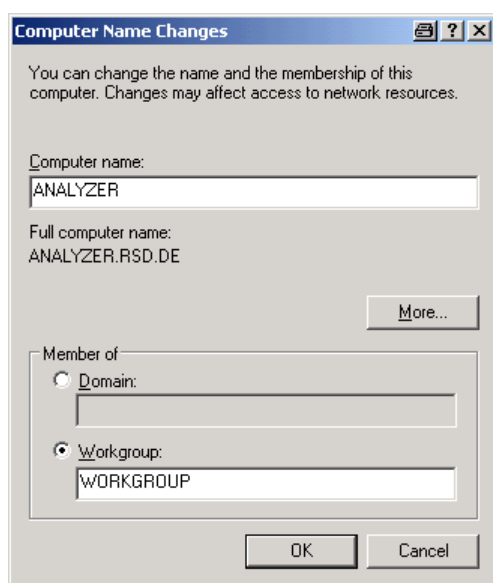 Computer Name Changes
You can change the name and the membership of this
computer. Changes may affect access to network resources.
Computer name:
ANALYZER
Full computer name:
ANALYZER.RSD.DE
More...
Member of
Domain:
Workgroup:
WORKGROUP
OK Cancel